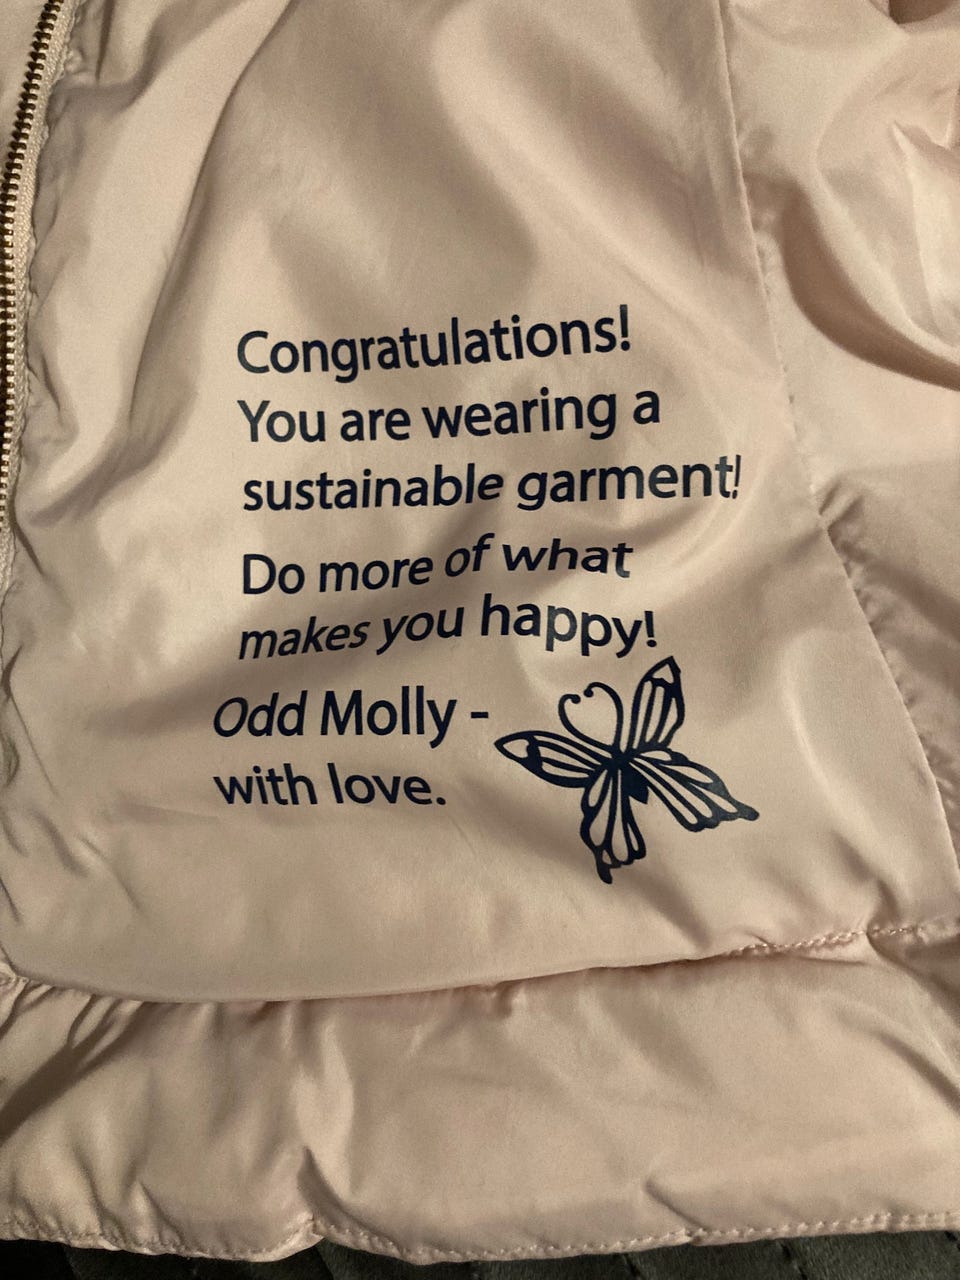 Congratulations!
You are wearing a
sustainable garment!
Do more of what
makes you happy!
Odd Molly -
with love.